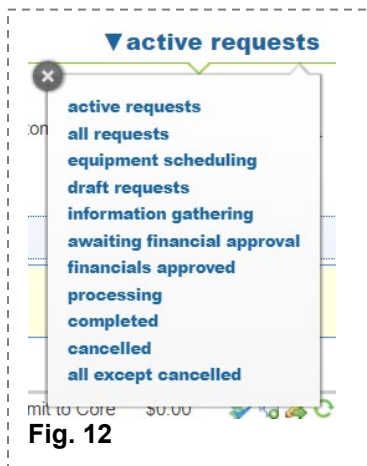 ▼active requests
active requests
all requests
equipment scheduling
draft requests
information gathering
awaiting financial approval
financials approved
processing
completed
cancelled
all except cancelled
to Core $0.00
Fig. 12